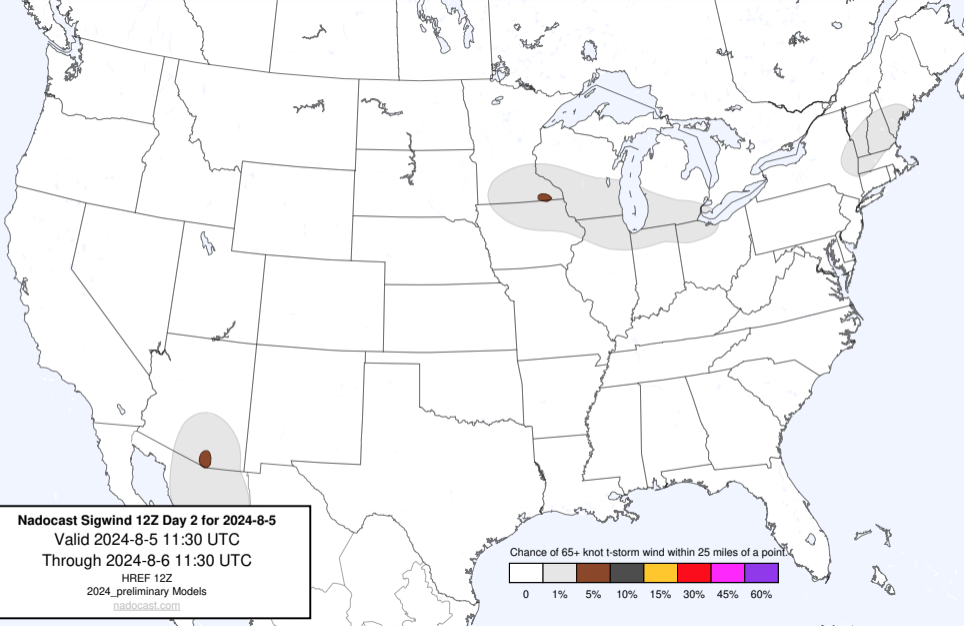 Nadocast Sigwind 12Z Day 2 for 2024-8-5
Valid 2024-8-5 11:30 UTC
Through 2024-8-6 11:30 UTC
HREF 12Z
2024_preliminary Models
nadocast.com
Chance of 65+ knot t-storm wind within 25 miles of a point.
0 1% 5% 10% 15% 30% 45% 60%